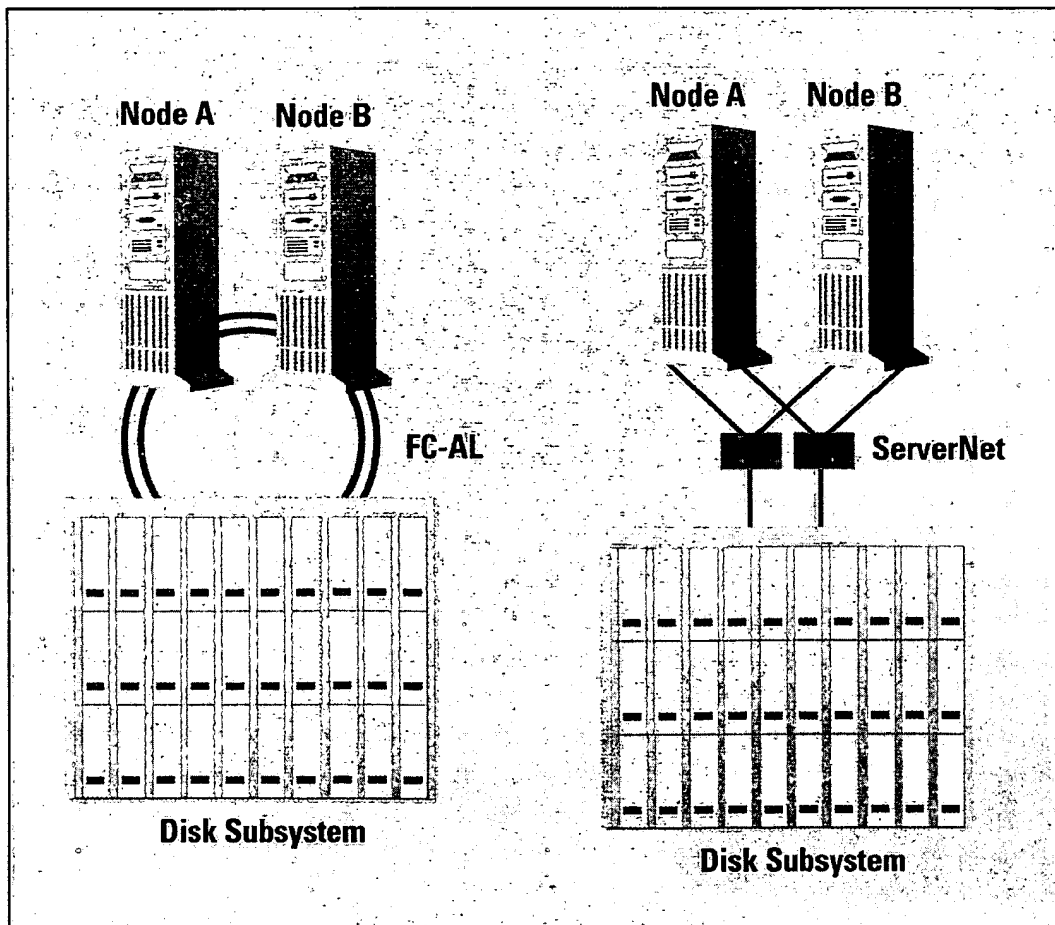 Node A
Node B
FC-AL
Disk Subsystem
Node A
Node B
ServerNet
Disk Subsystem